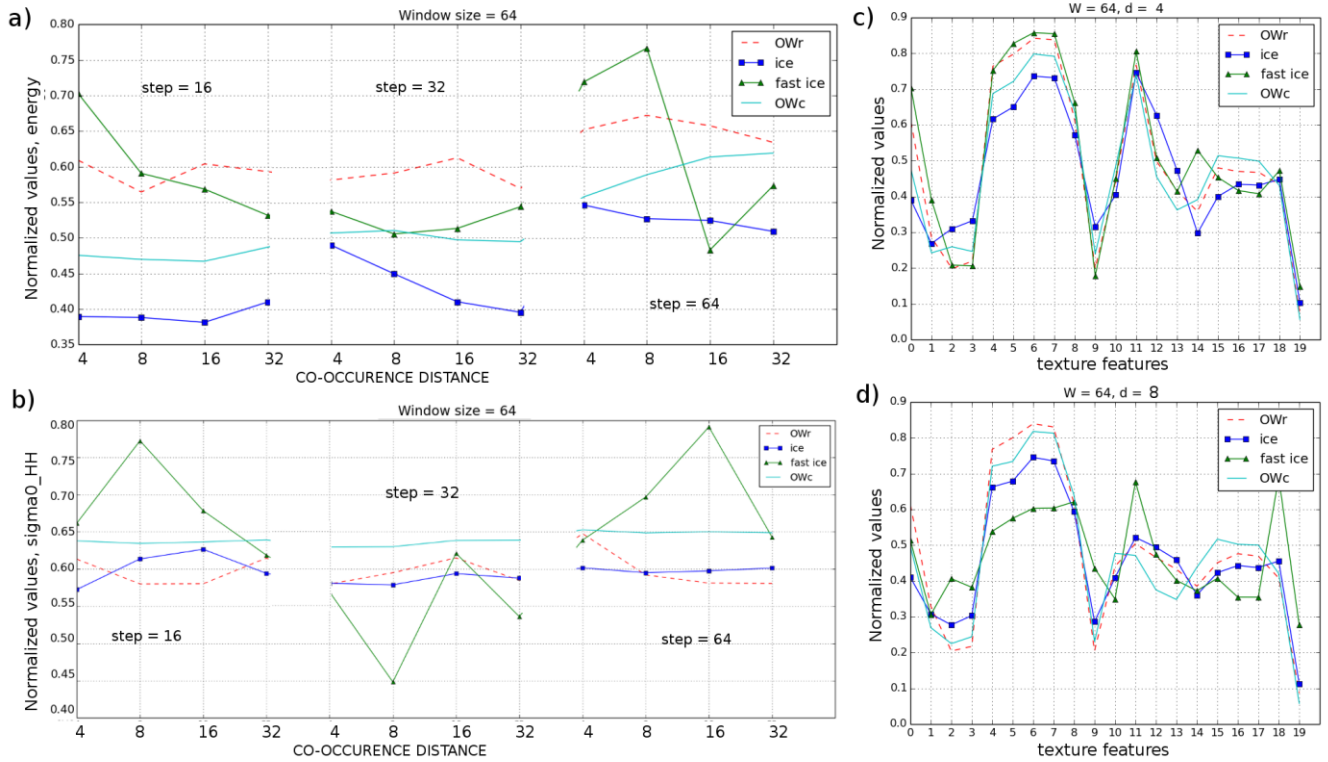 a)
Window size = 64
Normalized values, energy
0.80
0.75
0.70
0.65
0.60
0.55
0.50
0.45
0.40
0.35
step = 16
step = 32
step = 64
OWr
ice
fast ice
OWc
4 8 16 32 4 8 16 32 4 8 16 32
CO-OCCURENCE DISTANCE
b)
Window size = 64
Normalized values, sigma0_HH
0.80
0.75
0.70
0.65
0.60
0.55
0.50
0.45
0.40
OWr
ice
fast ice
OWc
step = 32
step = 16
step = 64
4 8 16 32 4 8 16 32 4 8 16 32
CO-OCCURENCE DISTANCE
c)
W = 64, d = 4
Normalized values
0.9
0.8
0.7
0.6
0.5
0.4
0.3
0.2
0.1
0.0
OWr
ice
fast ice
OWc
0 1 2 3 4 5 6 7 8 9 10 11 12 13 14 15 16 17 18 19
texture features
d)
W = 64, d = 8
Normalized values
0.9
0.8
0.7
0.6
0.5
0.4
0.3
0.2
0.1
0.0
OWr
ice
fast ice
OWc
0 1 2 3 4 5 6 7 8 9 10 11 12 13 14 15 16 17 18 19
texture features